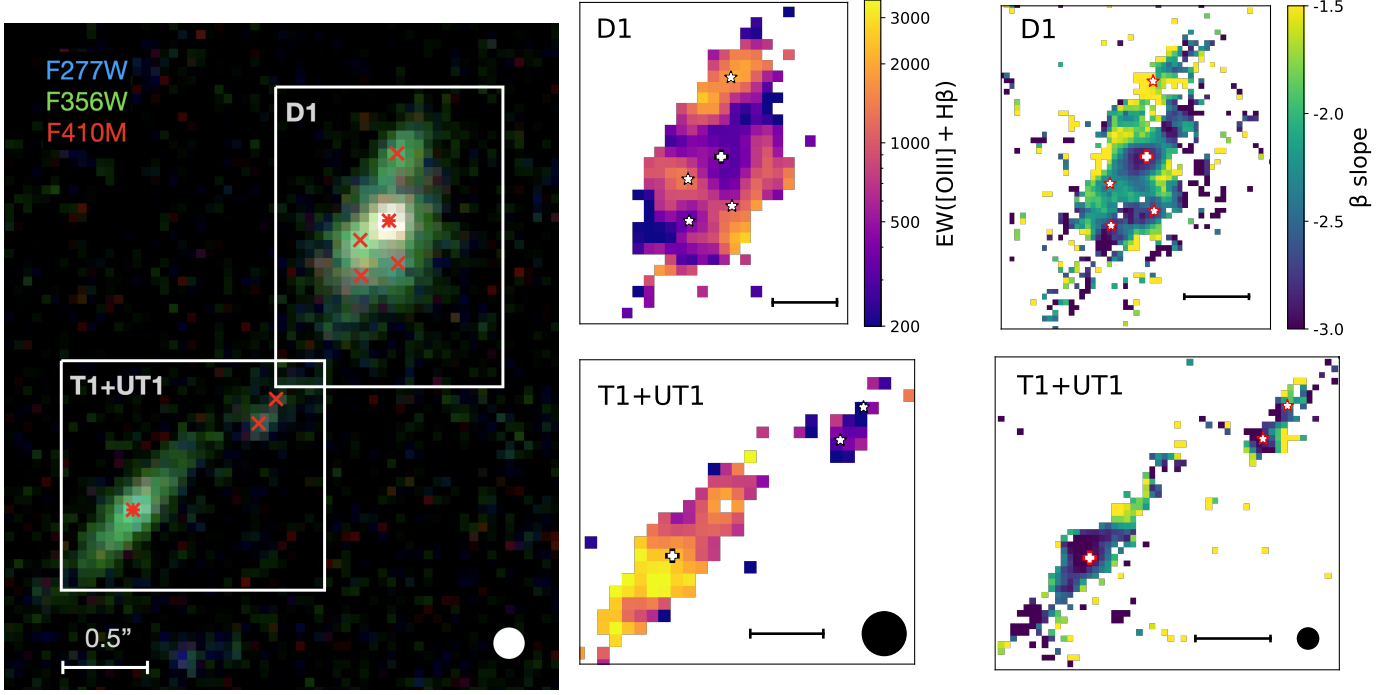 F277W
F356W
F410M
D1
T1+UT1
0.5”
D1
3000
2000
1000
500
200
EW([OIII] + Hβ)
D1
-1.5
-2.0
-2.5
-3.0
β slope
T1+UT1
T1+UT1